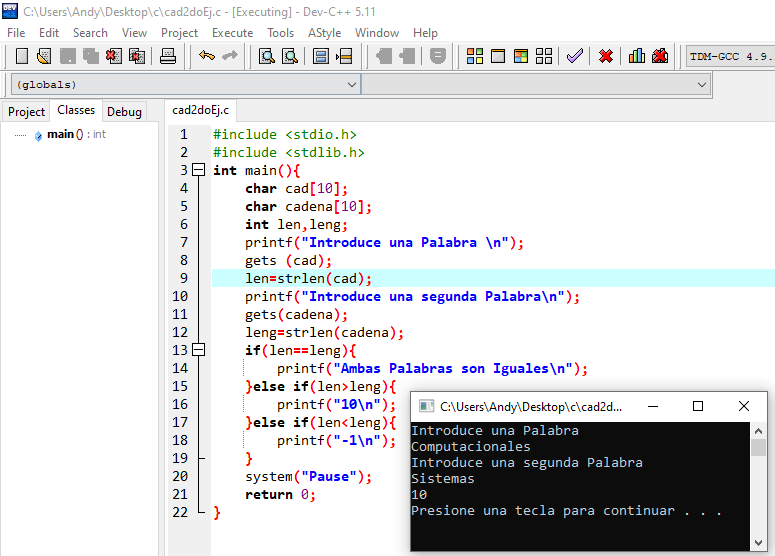 C:\Users\Andy\Desktop\c\cad2doEj.c - [Executing] - Dev-C++ 5.11
File Edit Search View Project Execute Tools AStyle Window Help
TDM-GCC 4.9.
(globals)
Project Classes Debug
main () : int
cad2doEj.c
1 #include <stdio.h>
2 #include <stdlib.h>
3 int main(){
4 char cad[10];
5 char cadena[10];
6 int len,leng;
7 printf("Introduce una Palabra \n");
8 gets (cad);
9 len=strlen(cad);
10 printf("Introduce una segunda Palabra\n");
11 gets(cadena);
12 leng=strlen(cadena);
13 if(len==leng){
14 printf("Ambas Palabras son Iguales\n");
15 }else if(len>leng){
16 printf("10\n");
17 }else if(len<leng){
18 printf("-1\n");
19 }
20 system("Pause");
21 return 0;
22 }
C:\Users\Andy\Desktop\c\cad2d...
Introduce una Palabra
Computacionales
Introduce una segunda Palabra
Sistemas
10
Presione una tecla para continuar . . .